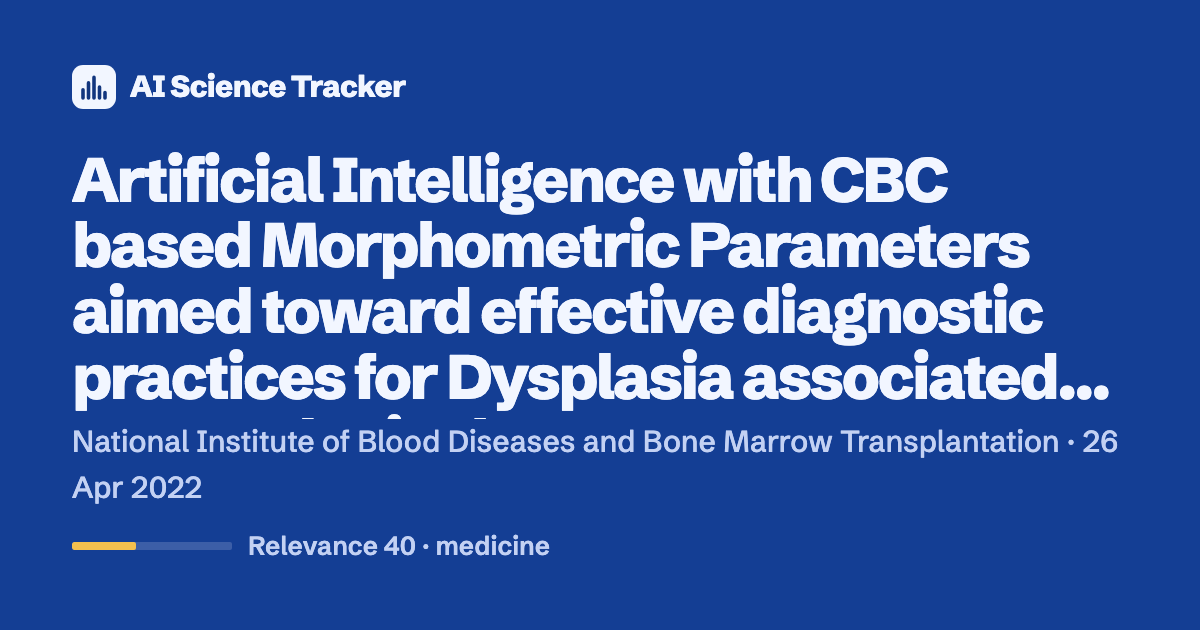 AI Science Tracker
Artificial Intelligence with CBC
based Morphometric Parameters
aimed toward effective diagnostic
practices for Dysplasia associated...
National Institute of Blood Diseases and Bone Marrow Transplantation · 26
Apr 2022
Relevance 40 · medicine